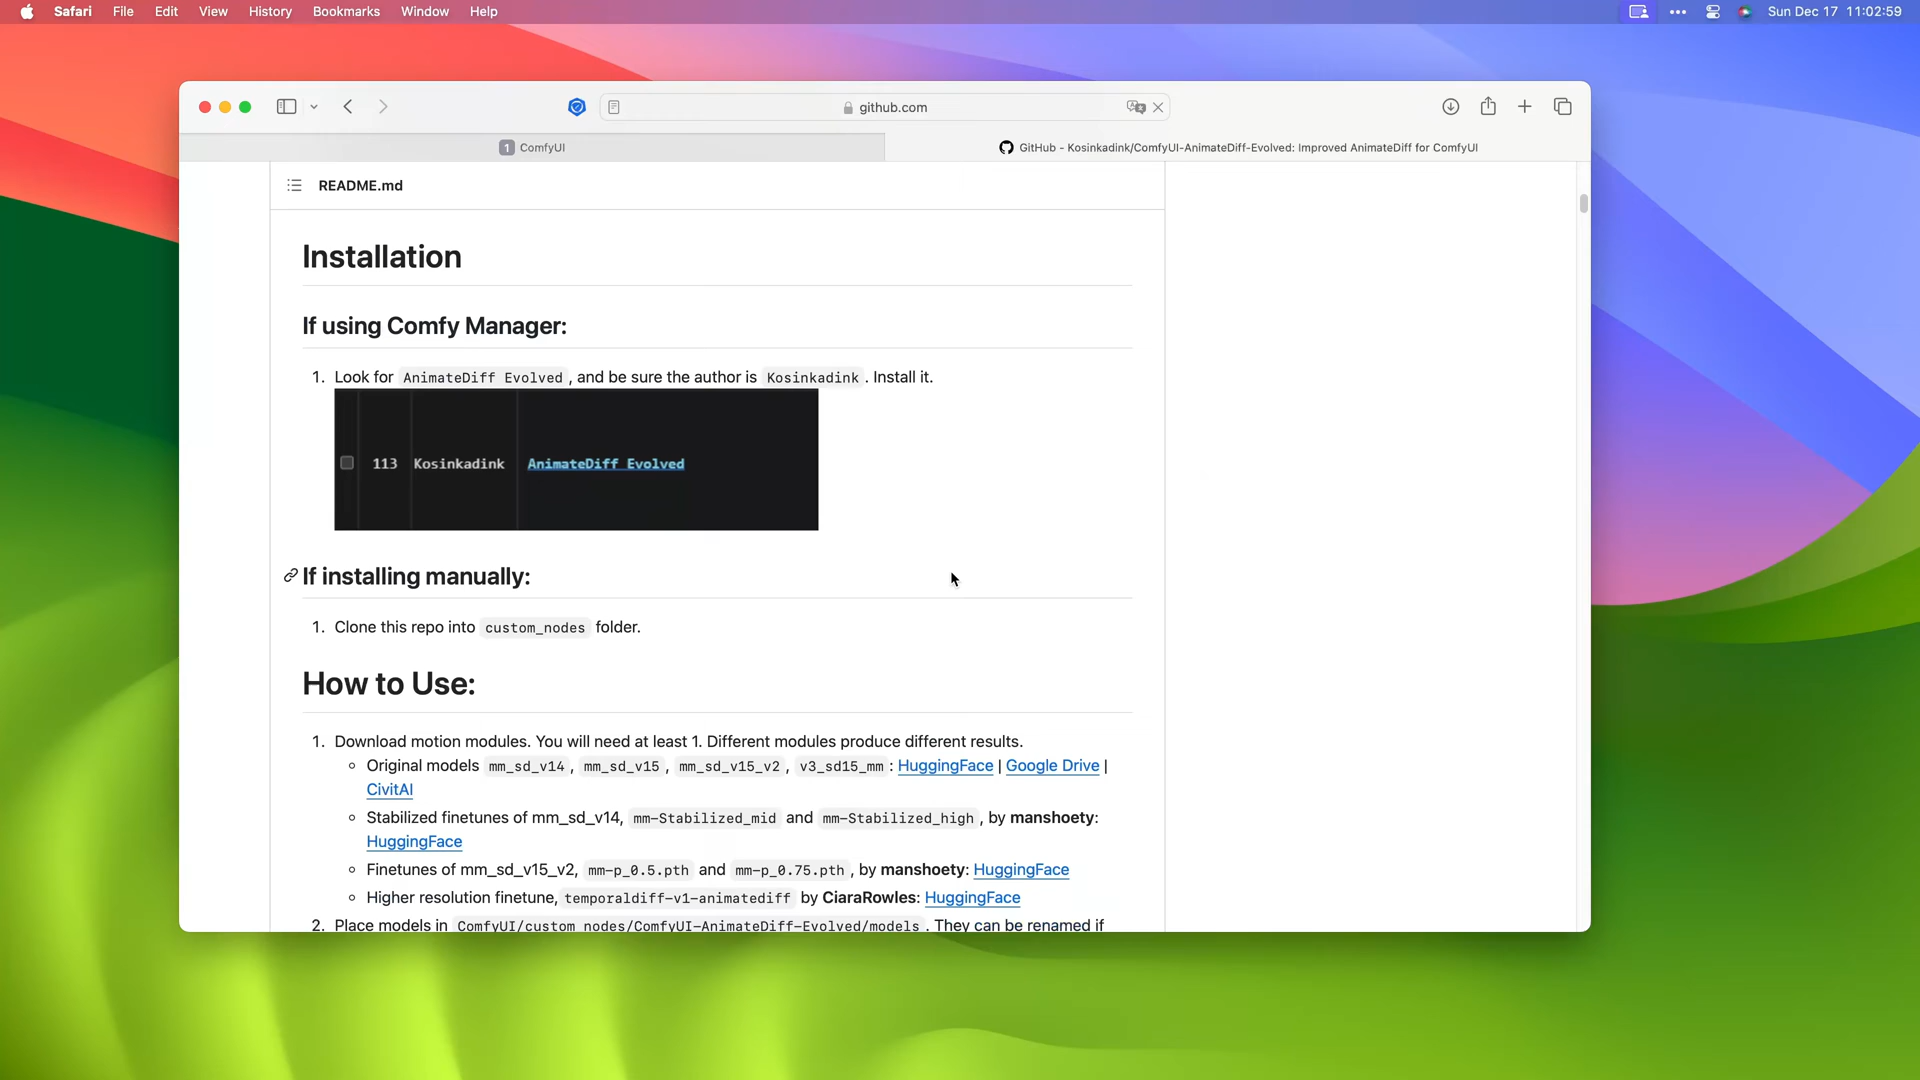 Safari File Edit View History Bookmarks Window Help Sun Dec 17 11:02:59
github.com
1 ComfyUI
GitHub - Kosinkadink/ComfyUI-AnimateDiff-Evolved: Improved AnimateDiff for ComfyUI
README.md
Installation
If using Comfy Manager:
1. Look for AnimateDiff Evolved , and be sure the author is Kosinkadink . Install it.
113 Kosinkadink AnimateDiff Evolved
If installing manually:
1. Clone this repo into custom_nodes folder.
How to Use:
1. Download motion modules. You will need at least 1. Different modules produce different results.
Original models mm_sd_v14 , mm_sd_v15 , mm_sd_v15_v2 , v3_sd15_mm : HuggingFace | Google Drive |
CivitAI
Stabilized finetunes of mm_sd_v14, mm-Stabilized_mid and mm-Stabilized_high , by manshoety:
HuggingFace
Finetunes of mm_sd_v15_v2, mm-p_0.5.pth and mm-p_0.75.pth , by manshoety: HuggingFace
Higher resolution finetune, temporaldiff-v1-animatediff by CiaraRowles: HuggingFace
2. Place models in ComfyUI/custom_nodes/ComfyUI-AnimateDiff-Evolved/models . They can be renamed if